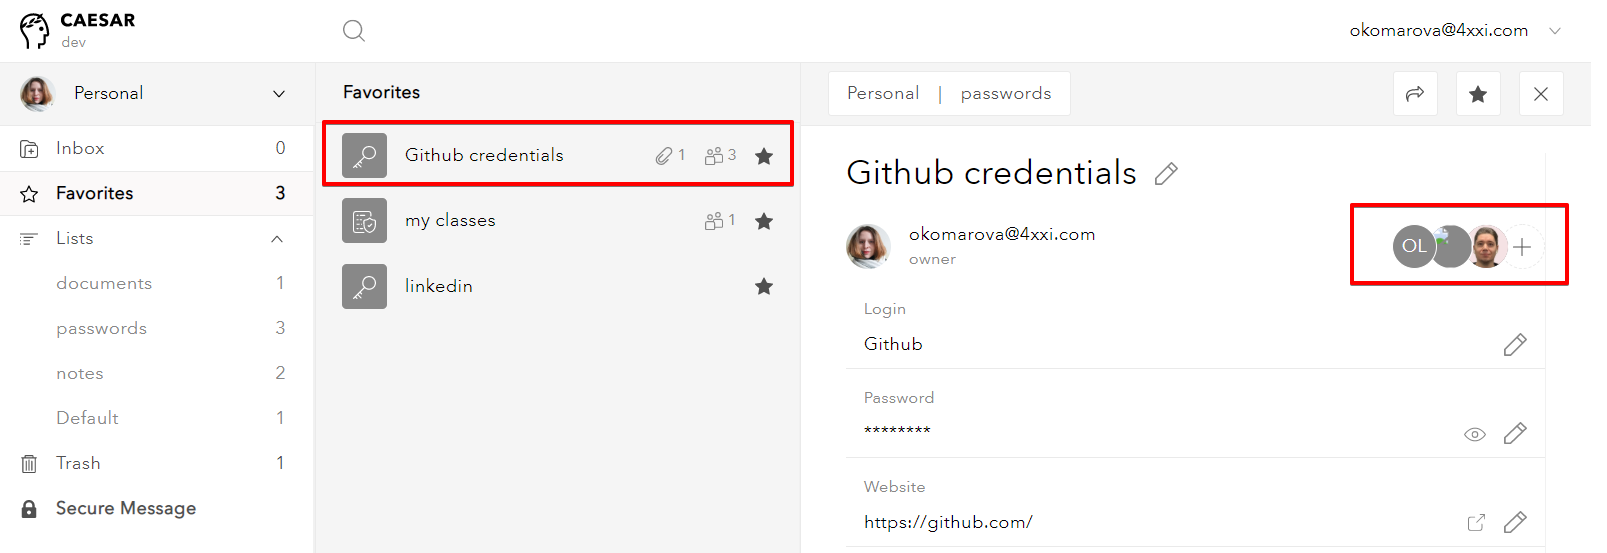 CAESAR
dev
okomarova@4xxi.com
Personal
Inbox 0
Favorites 3
Lists
documents 1
passwords 3
notes 2
Default 1
Trash 1
Secure Message
Favorites
Github credentials 1 3
my classes 1
linkedin
Personal | passwords
Github credentials
okomarova@4xxi.com
owner
OL
Login
Github
Password
********
Website
https://github.com/